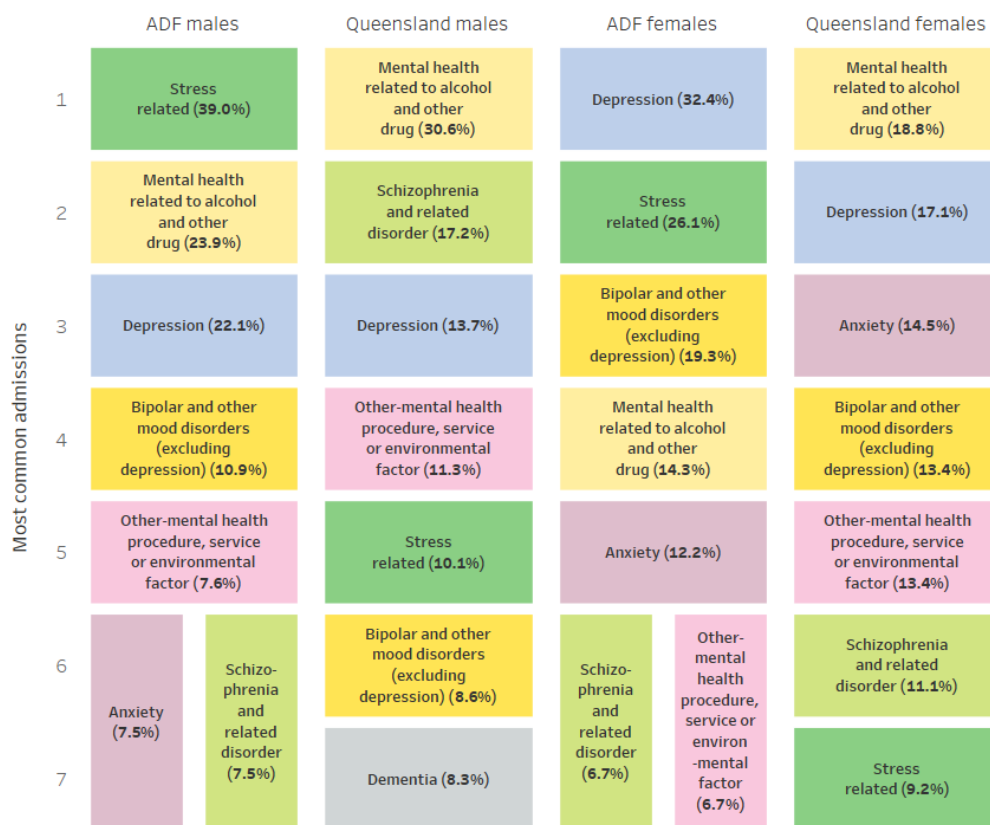 ADF males
Queensland males
ADF females
Queensland females
Most common admissions
1
Stress
related (39.0%)
Mental health
related to alcohol
and other
drug (30.6%)
Depression (32.4%)
Mental health
related to alcohol
and other
drug (18.8%)
2
Mental health
related to alcohol
and other
drug (23.9%)
Schizophrenia
and related
disorder (17.2%)
Stress
related (26.1%)
Depression (17.1%)
3
Depression (22.1%)
Depression (13.7%)
Bipolar and other
mood disorders
(excluding
depression) (19.3%)
Anxiety (14.5%)
4
Bipolar and other
mood disorders
(excluding
depression) (10.9%)
Other-mental health
procedure, service
or environmental
factor (11.3%)
Mental health
related to alcohol
and other
drug (14.3%)
Bipolar and other
mood disorders
(excluding
depression) (13.4%)
5
Other-mental health
procedure, service
or environmental
factor (7.6%)
Stress
related (10.1%)
Anxiety (12.2%)
Other-mental health
procedure, service
or environmental
factor (13.4%)
6
Anxiety
(7.5%)
Schizo-
phrenia
and
related
disorder
(7.5%)
Bipolar and other
mood disorders
(excluding
depression) (8.6%)
Schizo-
phrenia
and
related
disorder
(6.7%)
Other-
mental
health
procedure,
service or
environ
-mental
factor
(6.7%)
Schizophrenia
and related
disorder (11.1%)
7
Dementia (8.3%)
Stress
related (9.2%)